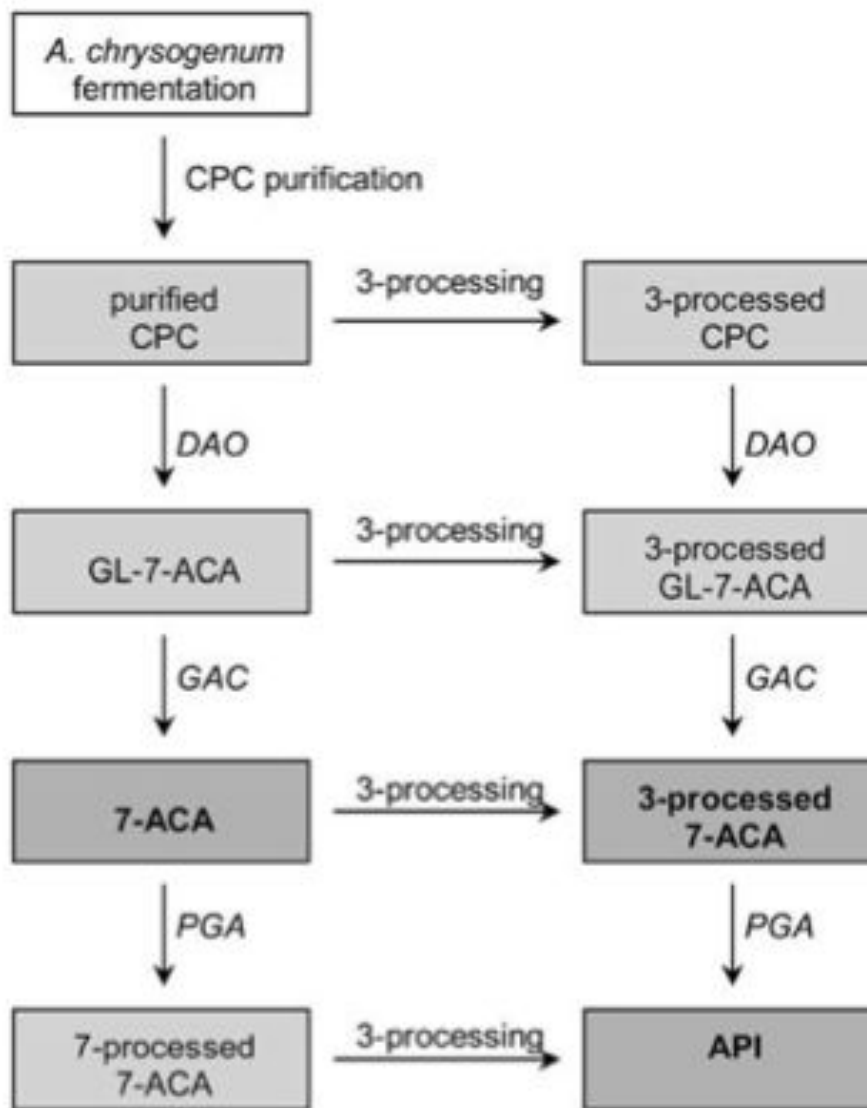 A. chrysogenum
fermentation
CPC purification
purified
CPC
3-processing
3-processed
CPC
DAO
DAO
GL-7-ACA
3-processing
3-processed
GL-7-ACA
GAC
GAC
7-ACA
3-processing
3-processed
7-ACA
PGA
PGA
7-processed
7-ACA
3-processing
API